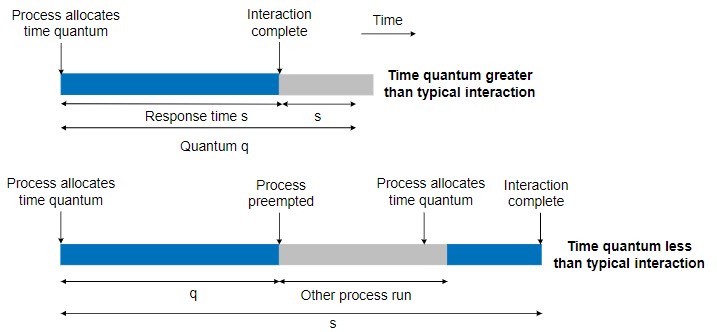 Process allocates
time quantum
Interaction
complete
Time
Time quantum greater
than typical interaction
Response time s
s
Quantum q
Process allocates
time quantum
Process
preempted
Process allocates
time quantum
Interaction
complete
Time quantum less
than typical interaction
q
Other process run
s